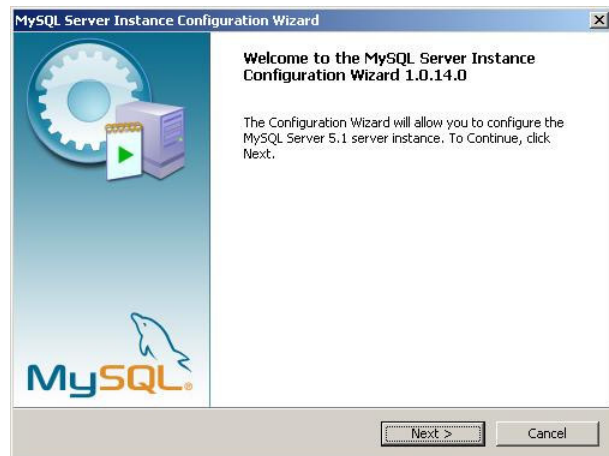 MySQL Server Instance Configuration Wizard
Welcome to the MySQL Server Instance
Configuration Wizard 1.0.14.0
The Configuration Wizard will allow you to configure the
MySQL Server 5.1 server instance. To Continue, click
Next.
MySQL®
Next >
Cancel